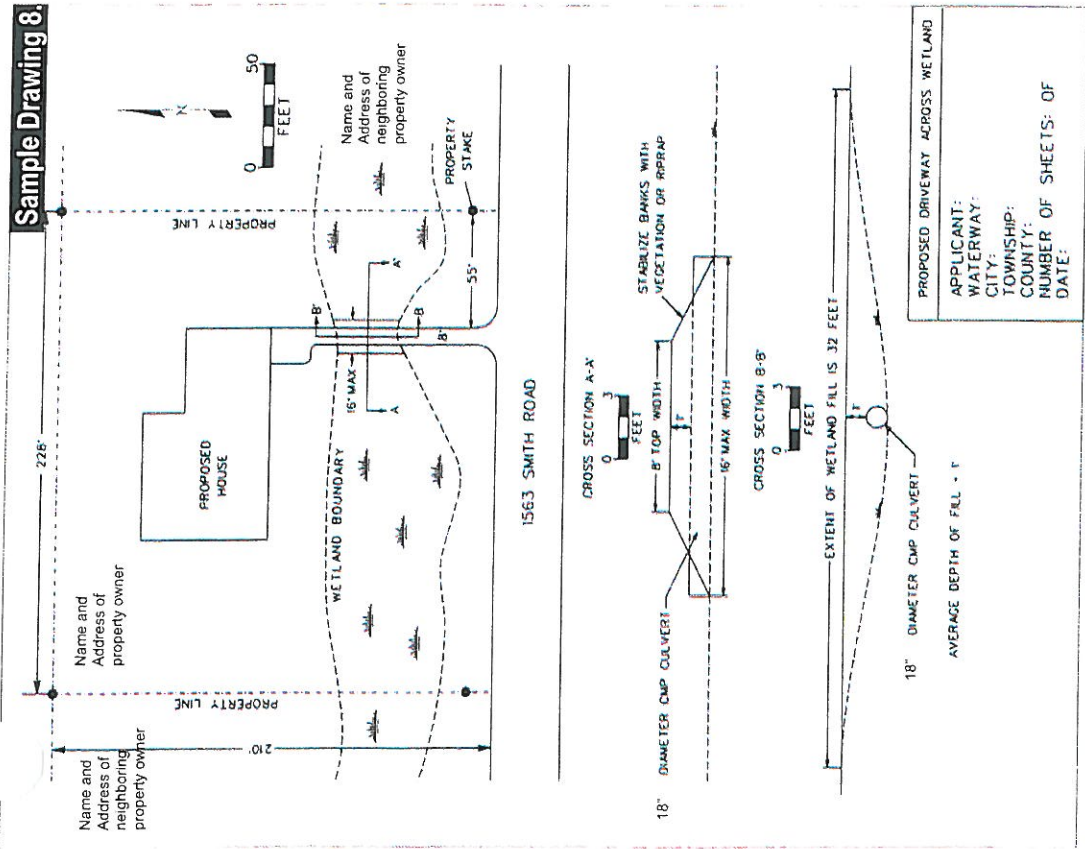 Sample Drawing 8.
228'
Name and
Address of
neighboring
property owner
Name and
Address of
property owner
PROPERTY LINE
210'
PROPOSED
HOUSE
WETLAND BOUNDARY
16' MAX
B'
B
A
A'
8'
55'
PROPERTY LINE
PROPERTY
STAKE
N
0 50
FEET
Name and
Address of
neighboring
property owner
1563 SMITH ROAD
CROSS SECTION A-A'
0 3
FEET
18" DIAMETER CMP CULVERT
8' TOP WIDTH
1'
16' MAX WIDTH
STABILIZE BANKS WITH
VEGETATION OR RIPRAP
CROSS SECTION B-B'
0 3
FEET
EXTENT OF WETLAND FILL IS 32 FEET
1'
18" DIAMETER CMP CULVERT
AVERAGE DEPTH OF FILL = 1'
PROPOSED DRIVEWAY ACROSS WETLAND
APPLICANT:
WATERWAY:
CITY:
TOWNSHIP:
COUNTY:
NUMBER OF SHEETS: OF
DATE: